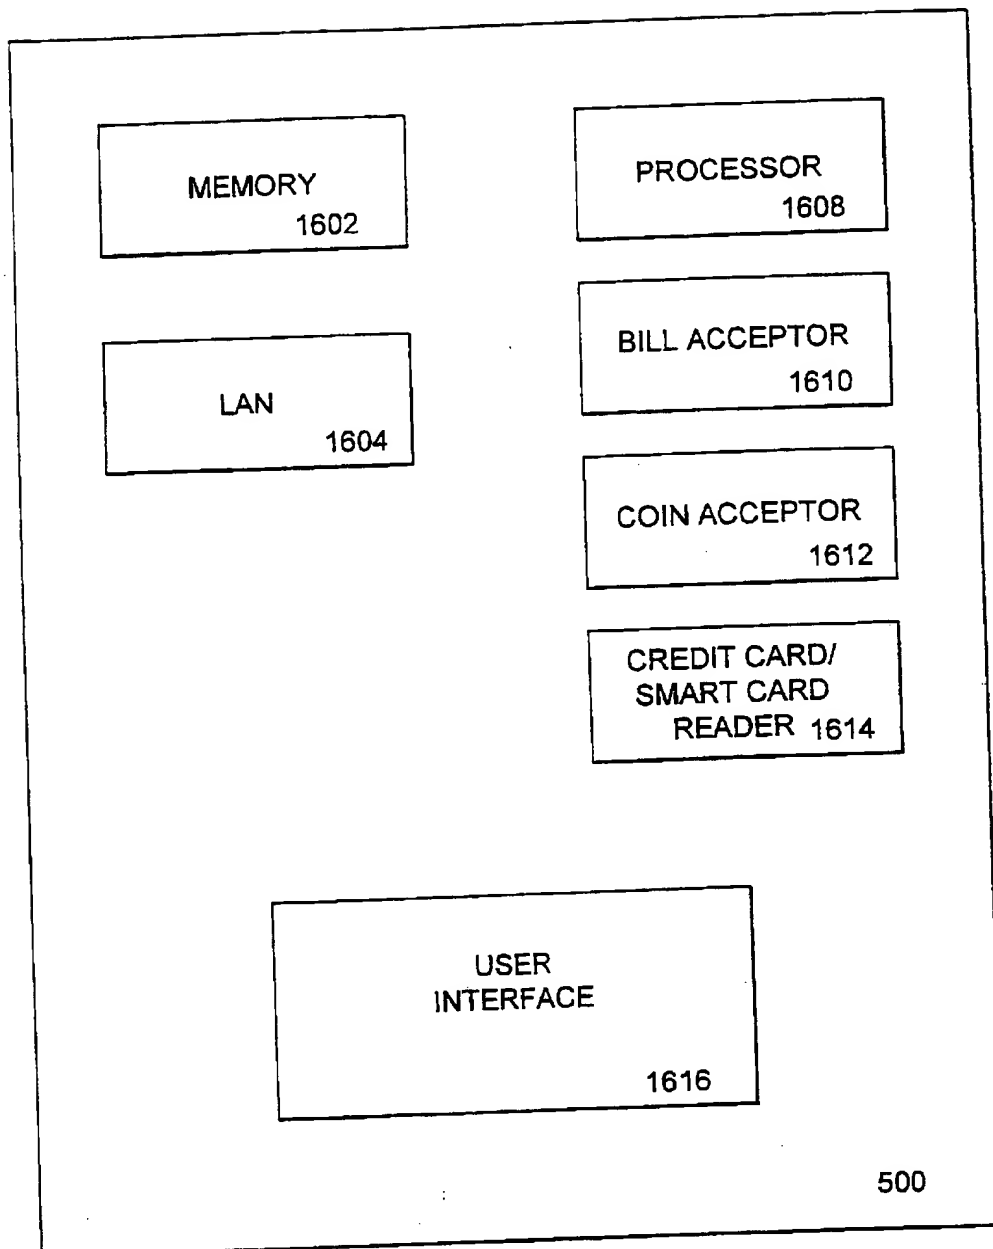 MEMORY
1602
PROCESSOR
1608
LAN
1604
BILL ACCEPTOR
1610
COIN ACCEPTOR
1612
CREDIT CARD/
SMART CARD
READER 1614
USER
INTERFACE
1616
500